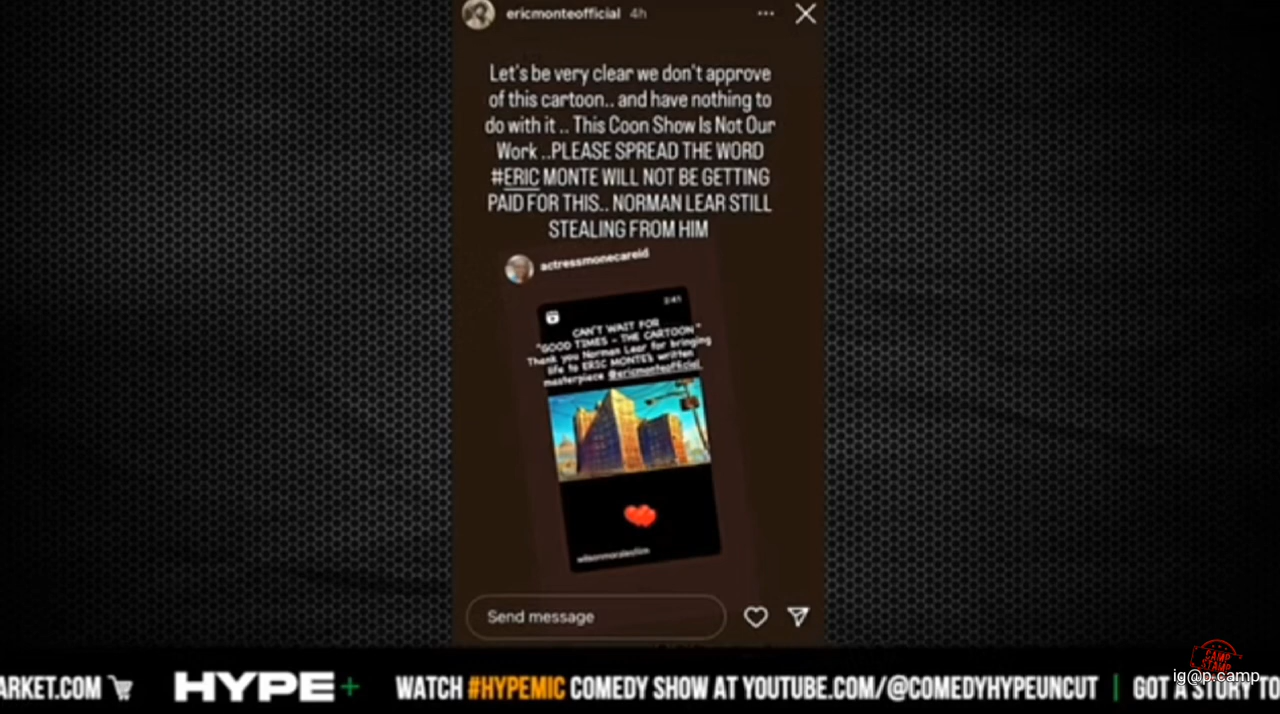 ericmonteofficial 4h
Let's be very clear we don't approve
of this cartoon.. and have nothing to
do with it .. This Coon Show Is Not Our
Work ..PLEASE SPREAD THE WORD
#ERIC MONTE WILL NOT BE GETTING
PAID FOR THIS.. NORMAN LEAR STILL
STEALING FROM HIM
actressmonecareid
CAN'T WAIT FOR
"GOOD TIMES - THE CARTOON"
Thank you Norman Lear for bringing
life to ERIC MONTE's written
masterpiece @ericmonteofficial
Send message
CAMP
STAMP
ig@p.camp
ARKET.COM HYPE+ WATCH #HYPEMIC COMEDY SHOW AT YOUTUBE.COM/@COMEDYHYPEUNCUT | GOT A STORY TO